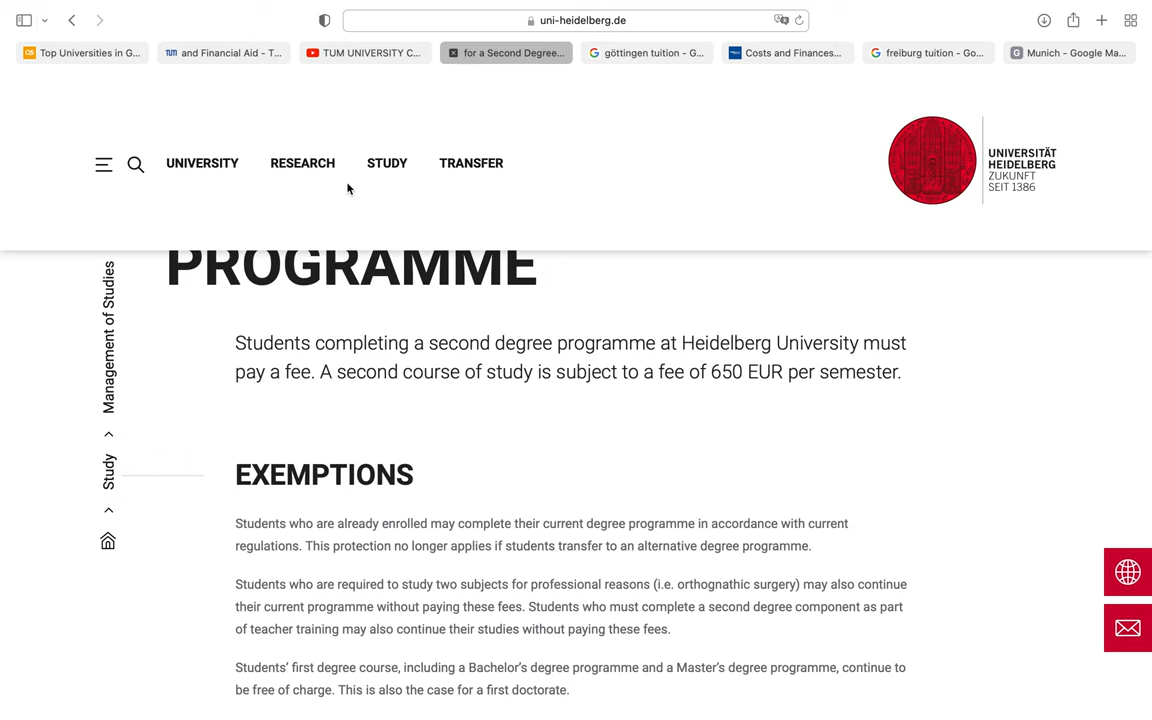 uni-heidelberg.de
Top Universities in G...
and Financial Aid - T...
TUM UNIVERSITY C...
for a Second Degree...
göttingen tuition - G...
Costs and Finances...
freiburg tuition - Go...
Munich - Google Ma...
UNIVERSITY
RESEARCH
STUDY
TRANSFER
UNIVERSITÄT
HEIDELBERG
ZUKUNFT
SEIT 1386
Management of Studies
Study
PROGRAMME
Students completing a second degree programme at Heidelberg University must
pay a fee. A second course of study is subject to a fee of 650 EUR per semester.
EXEMPTIONS
Students who are already enrolled may complete their current degree programme in accordance with current
regulations. This protection no longer applies if students transfer to an alternative degree programme.
Students who are required to study two subjects for professional reasons (i.e. orthognathic surgery) may also continue
their current programme without paying these fees. Students who must complete a second degree component as part
of teacher training may also continue their studies without paying these fees.
Students' first degree course, including a Bachelor's degree programme and a Master's degree programme, continue to
be free of charge. This is also the case for a first doctorate.